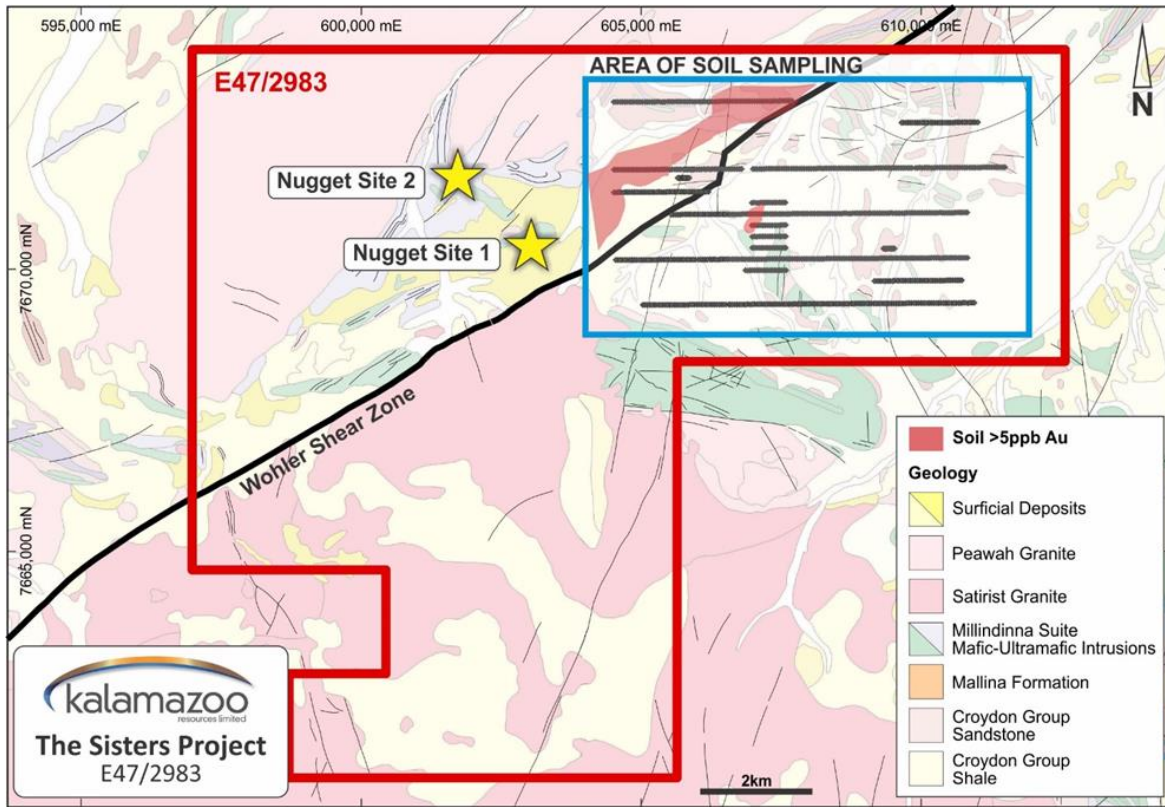 595,000 mE
600,000 mE
605,000 mE
610,000 mE
E47/2983
AREA OF SOIL SAMPLING
N
Nugget Site 2
Nugget Site 1
7670,000 mN
Wohler Shear Zone
7665,000 mN
Soil >5ppb Au
Geology
Surficial Deposits
Peawah Granite
Satirist Granite
Millindinna Suite
Mafic-Ultramafic Intrusions
Mallina Formation
Croydon Group
Sandstone
Croydon Group
Shale
kalamazoo
resources limited
The Sisters Project
E47/2983
2km